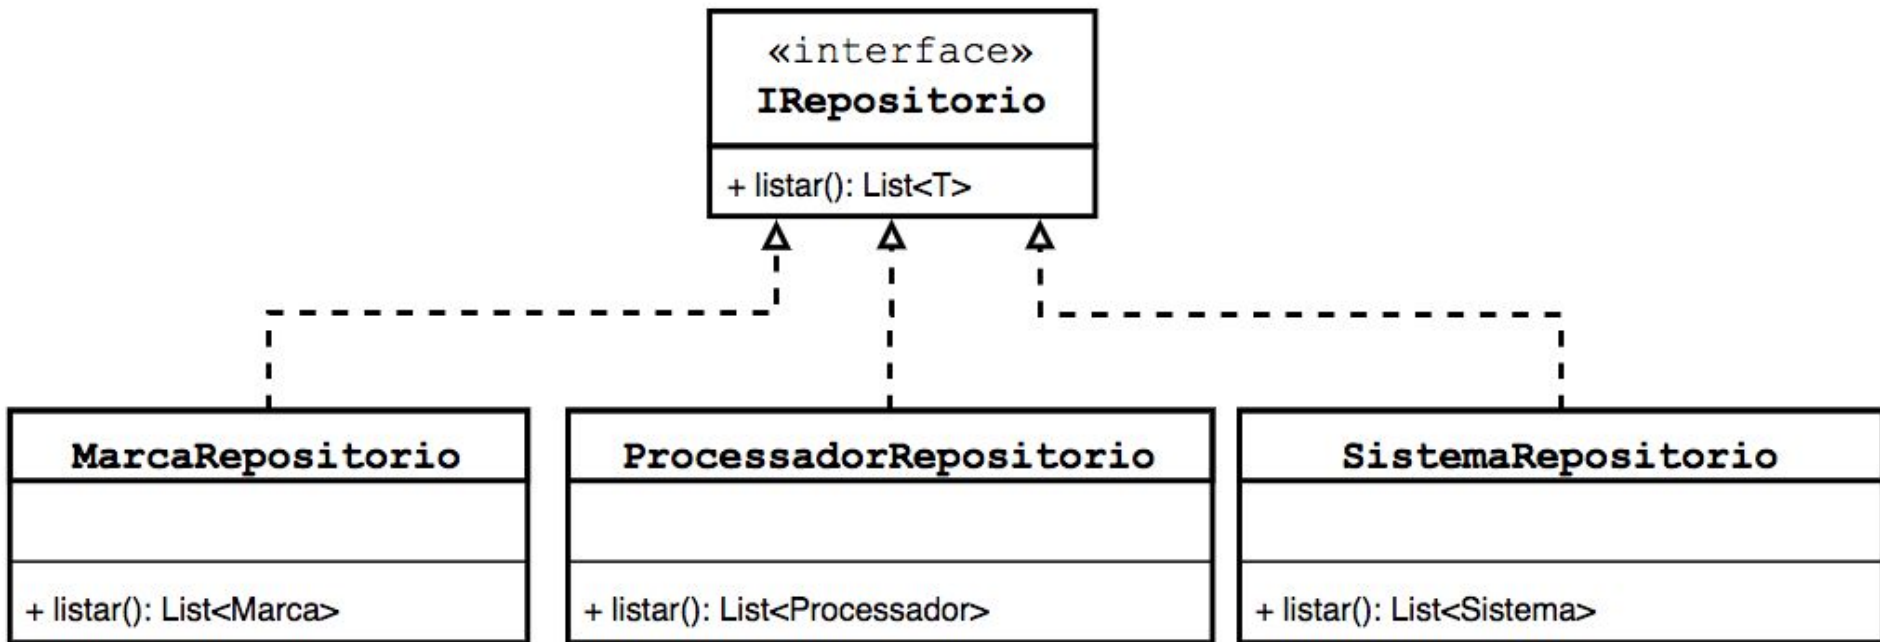 «interface»
IRepositorio
+ listar(): List<T>
MarcaRepositorio
+ listar(): List<Marca>
ProcessadorRepositorio
+ listar(): List<Processador>
SistemaRepositorio
+ listar(): List<Sistema>